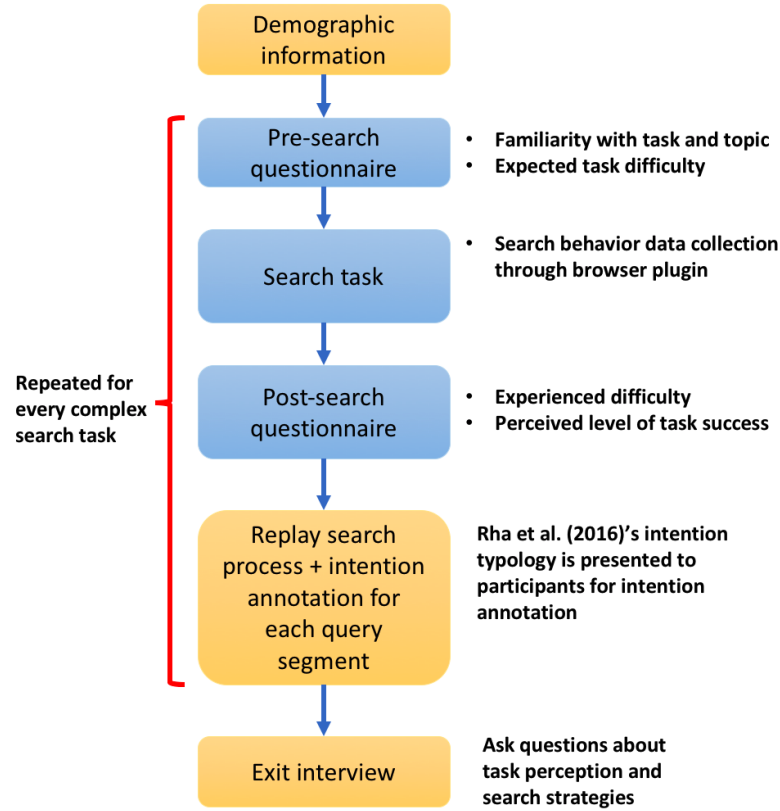 Demographic
information
Pre-search
questionnaire
• Familiarity with task and topic
• Expected task difficulty
Search task
• Search behavior data collection
through browser plugin
Repeated for
every complex
search task
Post-search
questionnaire
• Experienced difficulty
• Perceived level of task success
Replay search
process + intention
annotation for
each query
segment
Rha et al. (2016)’s intention
typology is presented to
participants for intention
annotation
Exit interview
Ask questions about
task perception and
search strategies